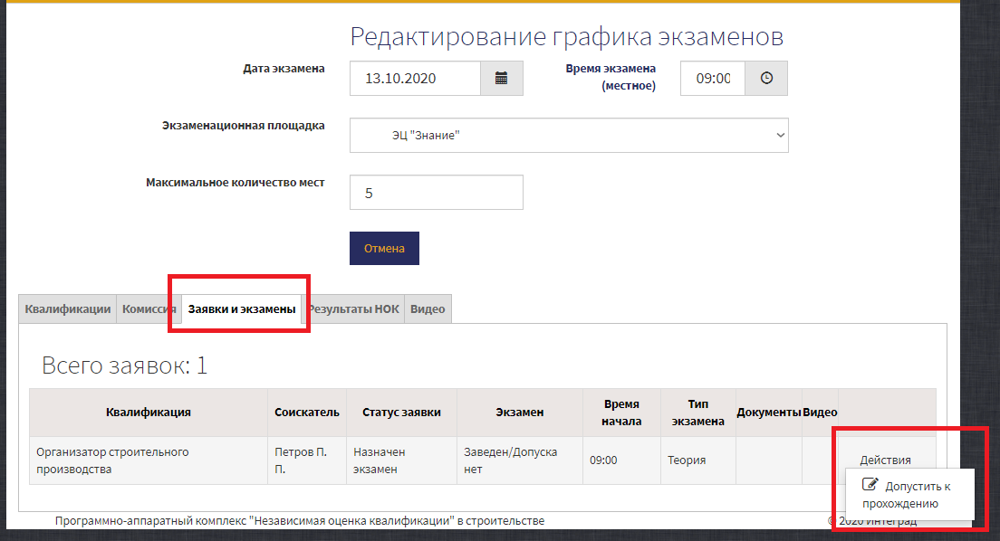 Редактирование графика экзаменов
Дата экзамена
13.10.2020
Время экзамена
(местное)
09:00
Экзаменационная площадка
ЭЦ "Знание"
Максимальное количество мест
5
Отмена
Квалификации Комиссия Заявки и экзамены Результаты НОК Видео
Всего заявок: 1
Квалификация Соискатель Статус заявки Экзамен Время начала Тип экзамена Документы Видео
Организатор строительного производства Петров П. П. Назначен экзамен Заведен/Допуска нет 09:00 Теория Действия
Допустить к
прохождению
Программно-аппаратный комплекс "Независимая оценка квалификации" в строительстве
© 2020 Интеград